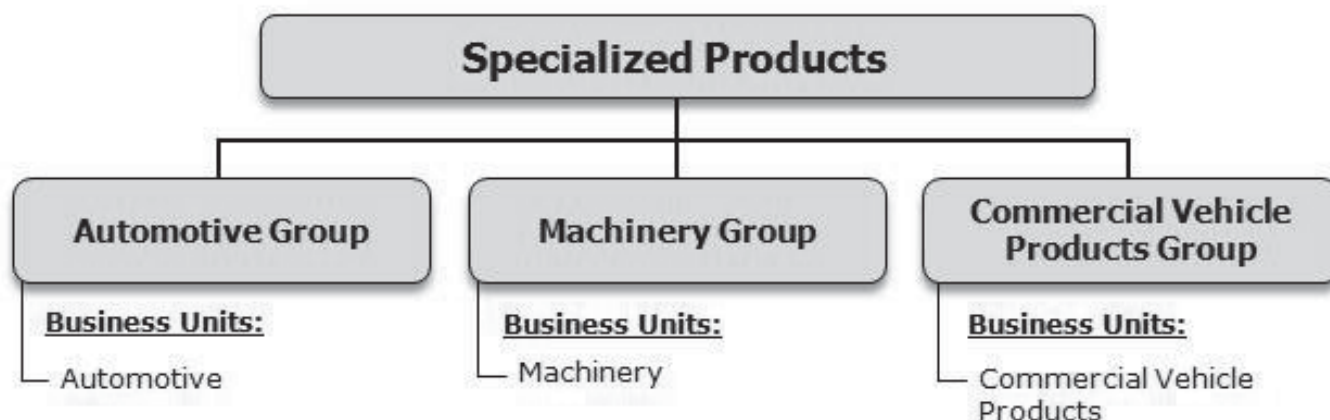 Specialized Products
Automotive Group
Business Units:
Automotive
Machinery Group
Business Units:
Machinery
Commercial Vehicle
Products Group
Business Units:
Commercial Vehicle
Products